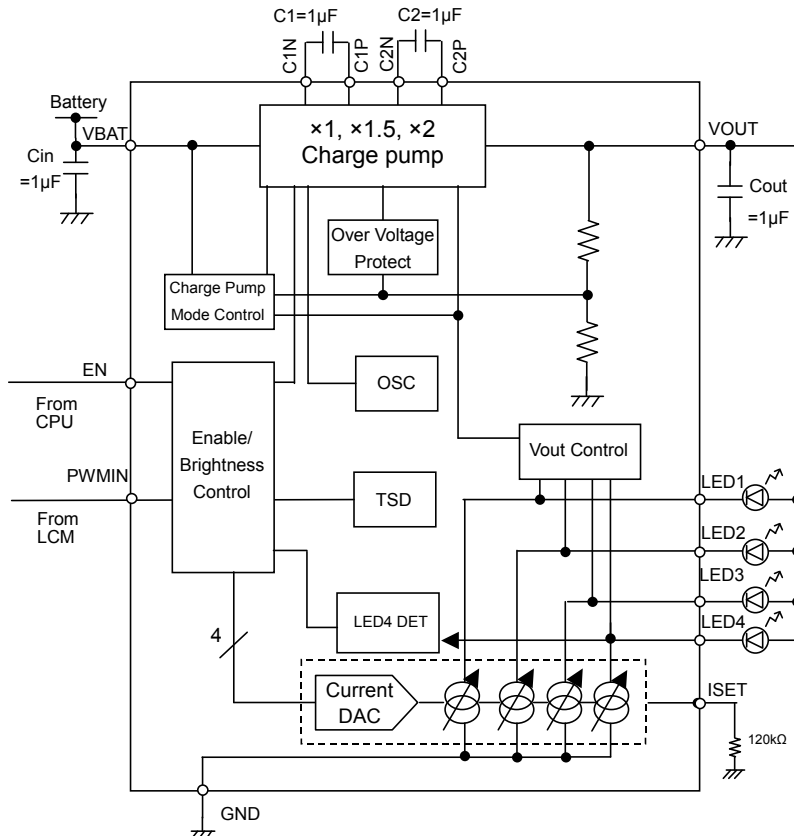 C1=1µF
C2=1µF
C1N
C1P
C2N
C2P
Battery
VBAT
Cin
=1µF
×1, ×1.5, ×2
Charge pump
VOUT
Cout
=1µF
Over Voltage
Protect
Charge Pump
Mode Control
EN
From
CPU
OSC
Enable/
Brightness
Control
Vout Control
PWMIN
From
LCM
TSD
LED1
LED2
LED3
LED4
LED4 DET
4
Current
DAC
ISET
120kΩ
GND